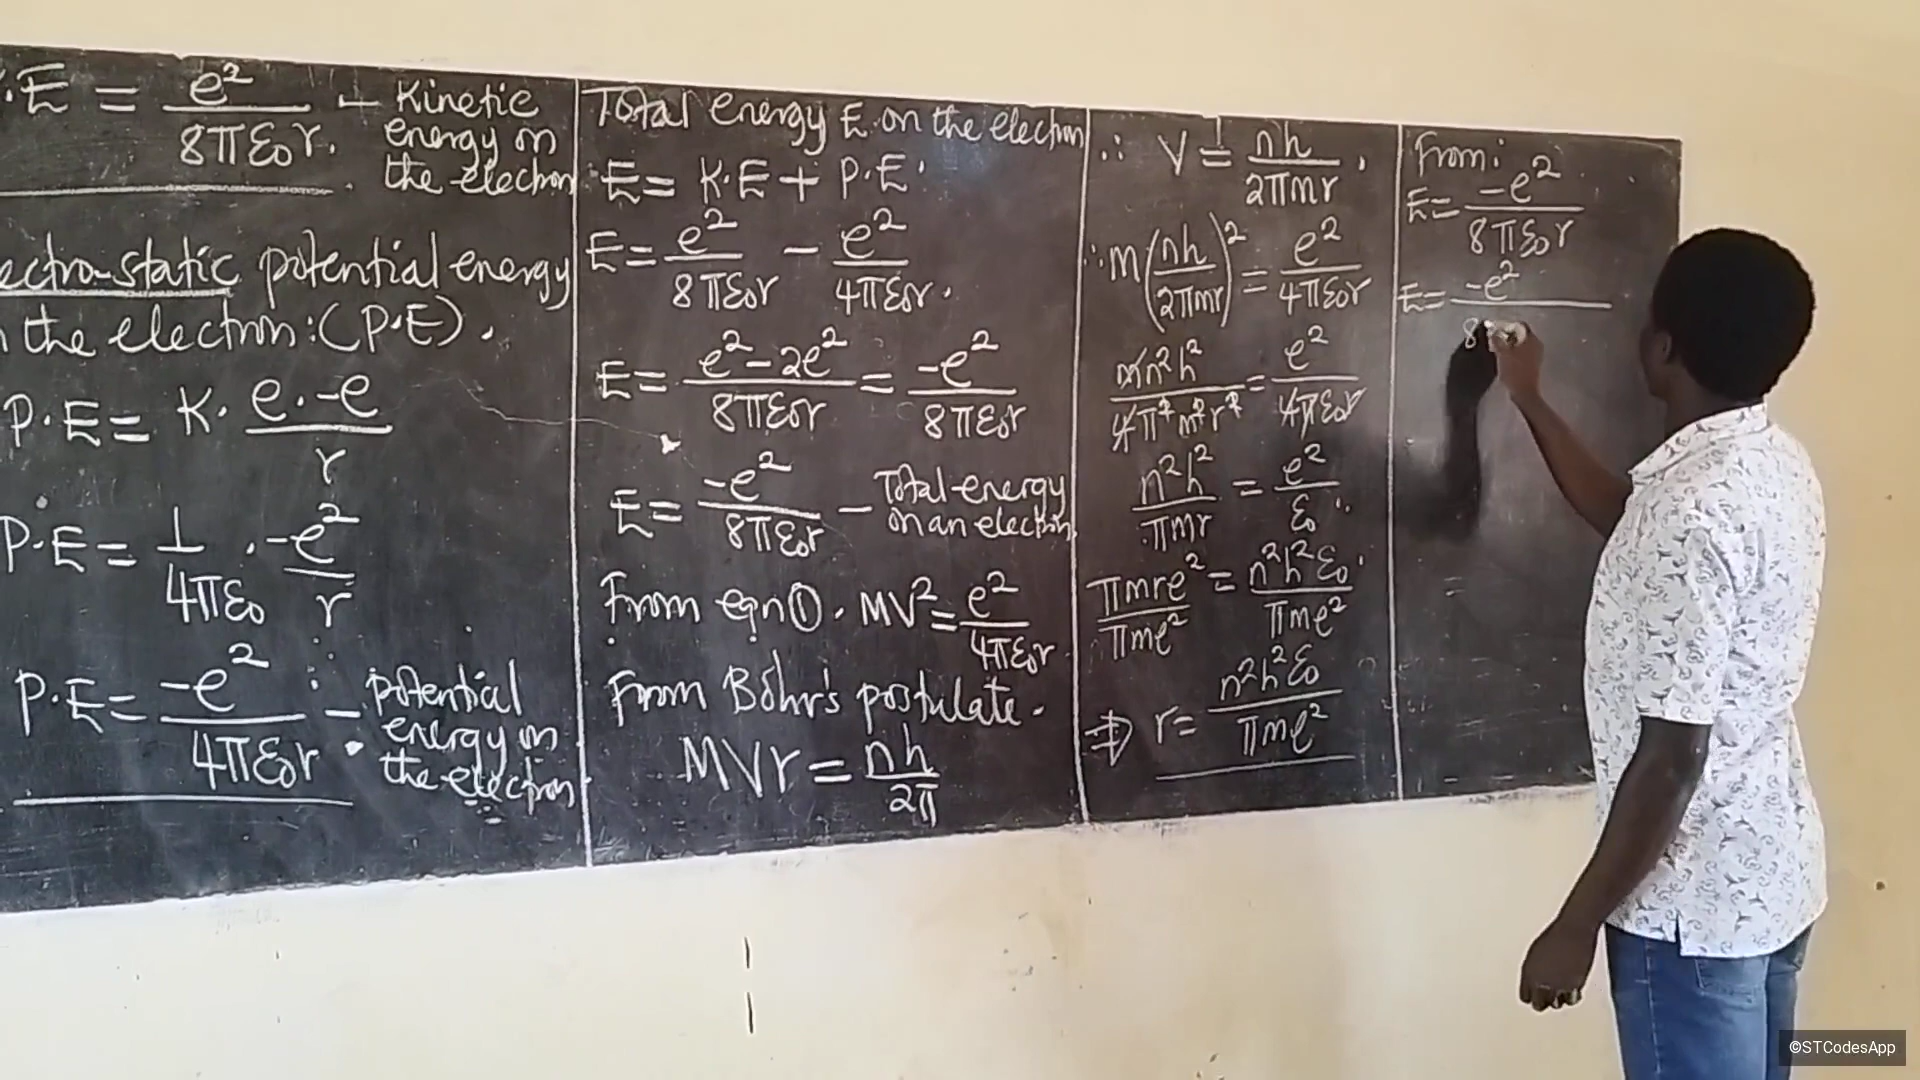 .E = e²/8πε₀r. - Kinetic
energy on
the electron
ectro-static potential energy
the electron: (P.E).
P.E = K. e.-e/r
P.E = 1/4πε₀ . -e²/r
P.E = -e²/4πε₀r - potential
energy on
the electron
Total energy E on the electron
E = K.E + P.E.
E = e²/8πε₀r - e²/4πε₀r.
E = e²-2e²/8πε₀r = -e²/8πε₀r
E = -e²/8πε₀r - Total energy
on an electron
From eqn ①. MV² = e²/4πε₀r
From Bohr's postulate.
MVr = nh/2π
∴ V = nh/2πmr.
∴ m(nh/2πmr)² = e²/4πε₀r
mn²h²/4π²m²r² = e²/4πε₀r
n²h²/πmr = e²/ε₀
πmre²/πme² = n²h²ε₀/πme²
⇒ r = n²h²ε₀/πme²
From:
E = -e²/8πε₀r
E = -e²/8
©STCodesApp